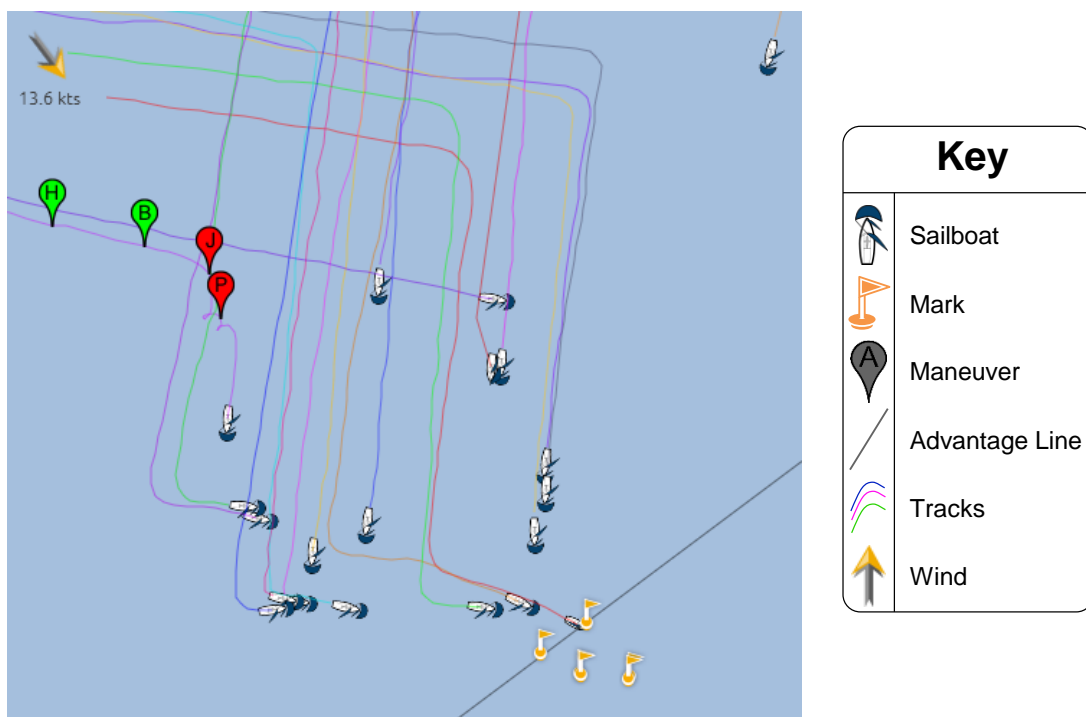 13.6 kts
H
B
J
P
Key
Sailboat
Mark
A
Maneuver
Advantage Line
Tracks
Wind